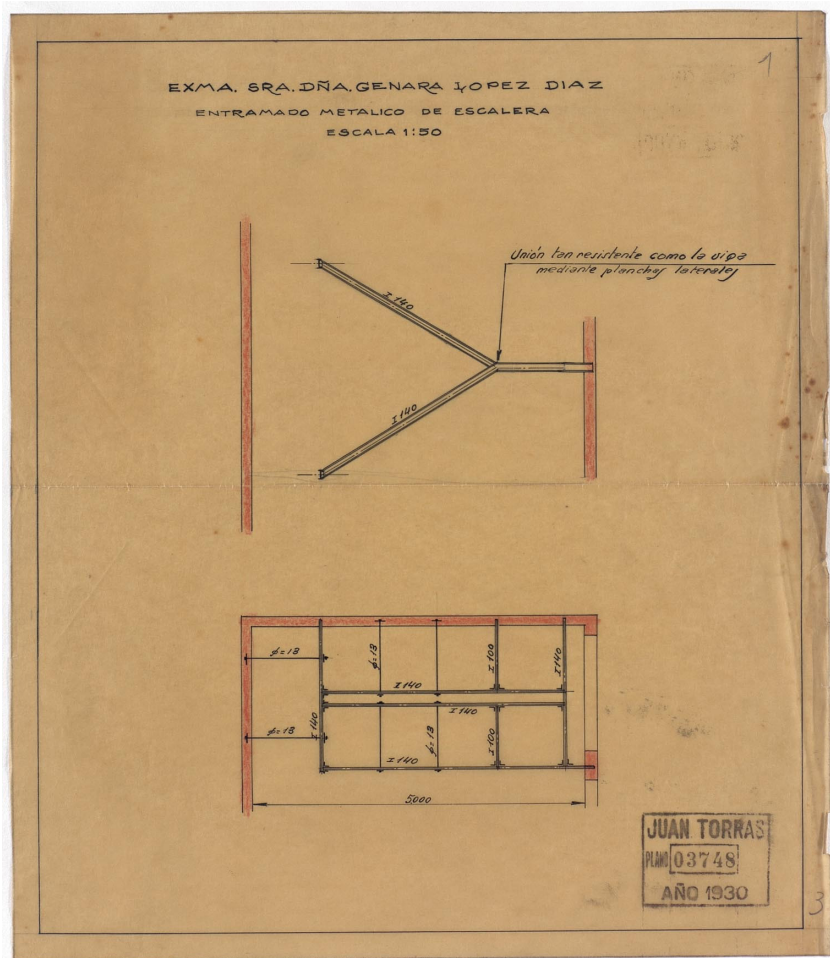 1
EXMA. SRA. DÑA. GENARA LOPEZ DIAZ
ENTRAMADO METALICO DE ESCALERA
ESCALA 1:50
Unión tan resistente como la viga
mediante planchas laterales
I 140
I 140
ϕ=18
ϕ=18
I 100
I 140
I 140
I 140
I 140
ϕ=18
ϕ=18
I 100
I 140
5000
JUAN TORRAS
PLANO 03748
AÑO 1930
3